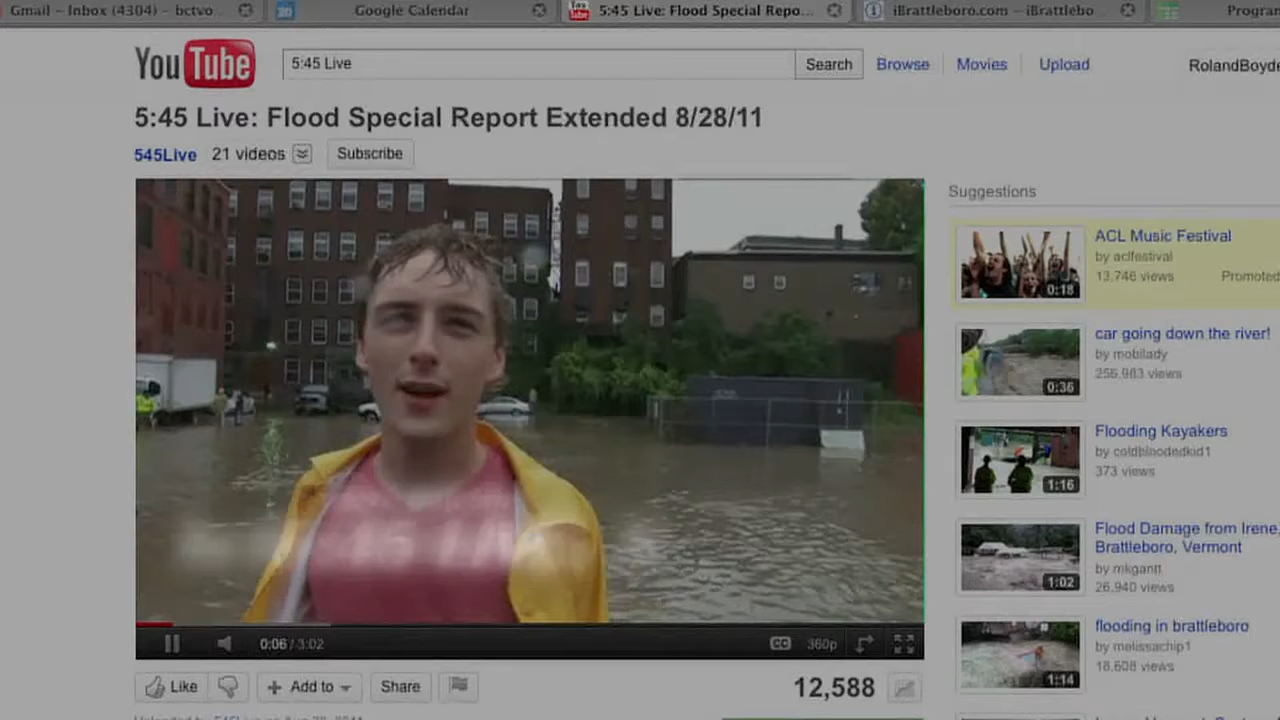 Gmail – Inbox (4304) – bctvo...
Google Calendar
5:45 Live: Flood Special Repo...
iBrattleboro.com – iBrattlebo
Program
YouTube
5:45 Live
Search
Browse
Movies
Upload
RolandBoyde
5:45 Live: Flood Special Report Extended 8/28/11
545Live 21 videos
Subscribe
Suggestions
0:18
ACL Music Festival
by aclfestival
13,746 views
Promoted
0:36
car going down the river!
by mobilady
256,983 views
1:16
Flooding Kayakers
by coldbloodedkid1
373 views
1:02
Flood Damage from Irene,
Brattleboro, Vermont
by mkgantt
26,940 views
1:14
flooding in brattleboro
by melissachip1
18,608 views
0:06 / 3:02
CC
360p
Like
Add to
Share
12,588